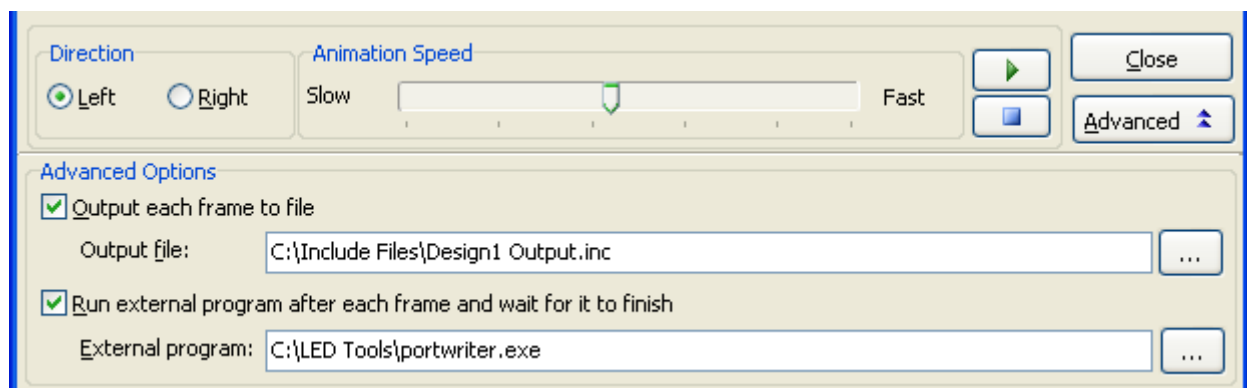 Direction
Animation Speed
Left Right Slow Fast
Close
Advanced
Advanced Options
Output each frame to file
Output file: C:\Include Files\Design1 Output.inc ...
Run external program after each frame and wait for it to finish
External program: C:\LED Tools\portwriter.exe ...